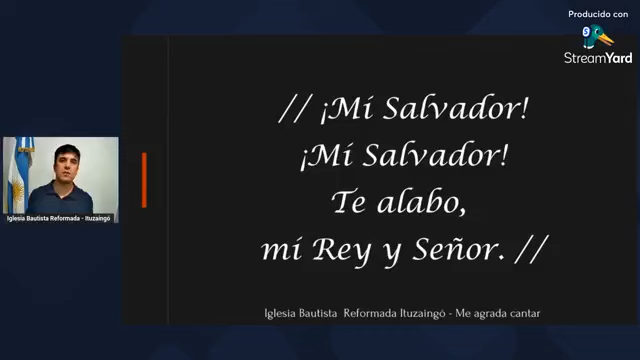 Producido con
StreamYard
// ¡Mi Salvador!
¡Mi Salvador!
Te alabo,
mi Rey y Señor. //
Iglesia Bautista Reformada - Ituzaingó
Iglesia Bautista Reformada Ituzaingó - Me agrada cantar